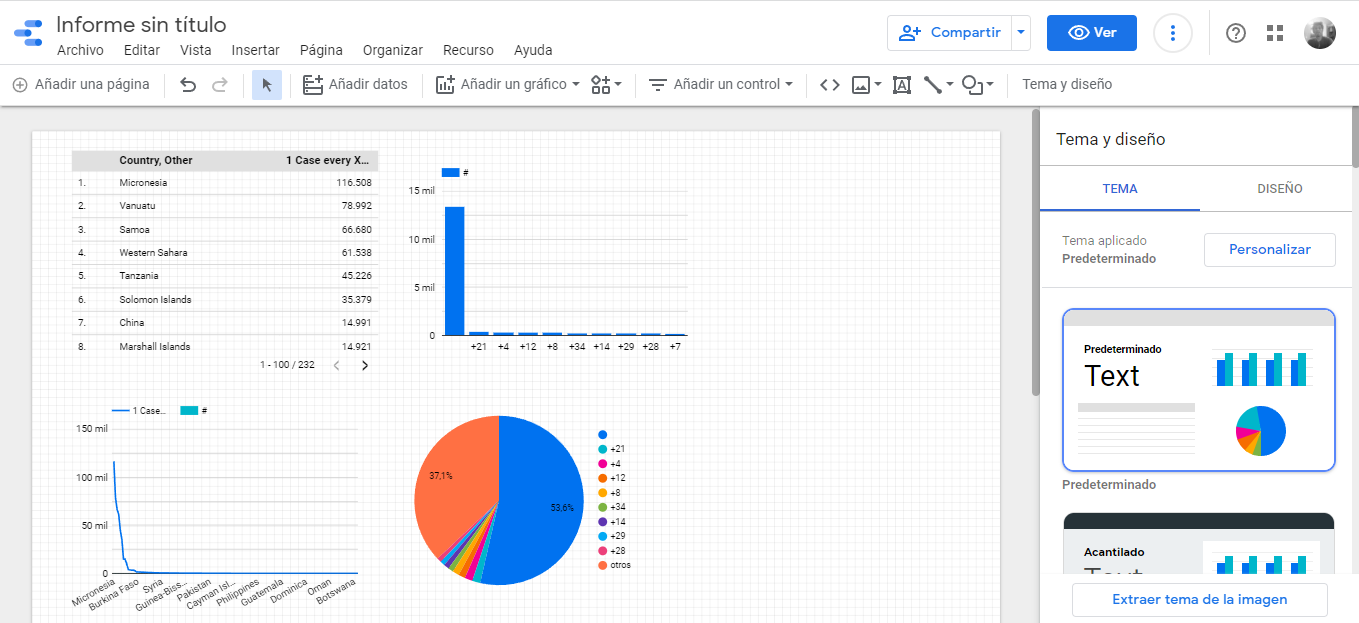 Informe sin título
Archivo Editar Vista Insertar Página Organizar Recurso Ayuda
Compartir
Ver
Añadir una página
Añadir datos
Añadir un gráfico
Añadir un control
Tema y diseño
Country, Other 1 Case every X...
1. Micronesia 116.508
2. Vanuatu 78.992
3. Samoa 66.680
4. Western Sahara 61.538
5. Tanzania 45.226
6. Solomon Islands 35.379
7. China 14.991
8. Marshall Islands 14.921
1 - 100 / 232
#
15 mil
10 mil
5 mil
0
+21 +4 +12 +8 +34 +14 +29 +28 +7
1 Case... #
150 mil
100 mil
50 mil
0
Micronesia
Burkina Faso
Syria
Guinea-Biss...
Pakistan
Cayman Isl...
Philippines
Guatemala
Dominica
Oman
Botswana
37,1%
53,6%
+21
+4
+12
+8
+34
+14
+29
+28
otros
Tema y diseño
TEMA DISEÑO
Tema aplicado
Predeterminado
Personalizar
Predeterminado
Text
Predeterminado
Acantilado
Text
Extraer tema de la imagen